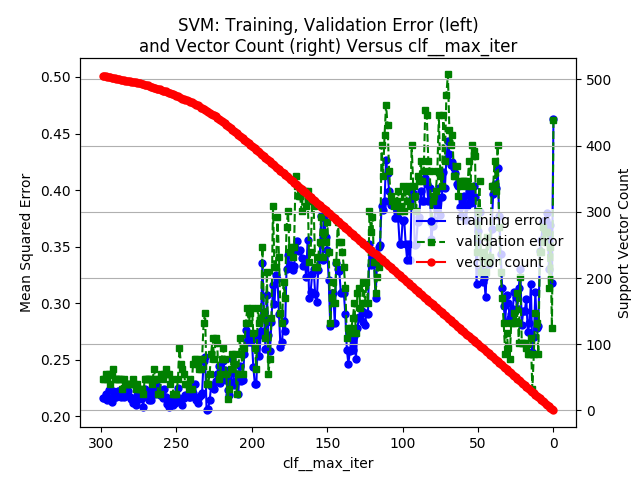 SVM: Training, Validation Error (left)
and Vector Count (right) Versus clf__max_iter
0.50
0.45
0.40
0.35
0.30
0.25
0.20
Mean Squared Error
500
400
300
200
100
0
Support Vector Count
training error
validation error
vector count
300 250 200 150 100 50 0
clf__max_iter